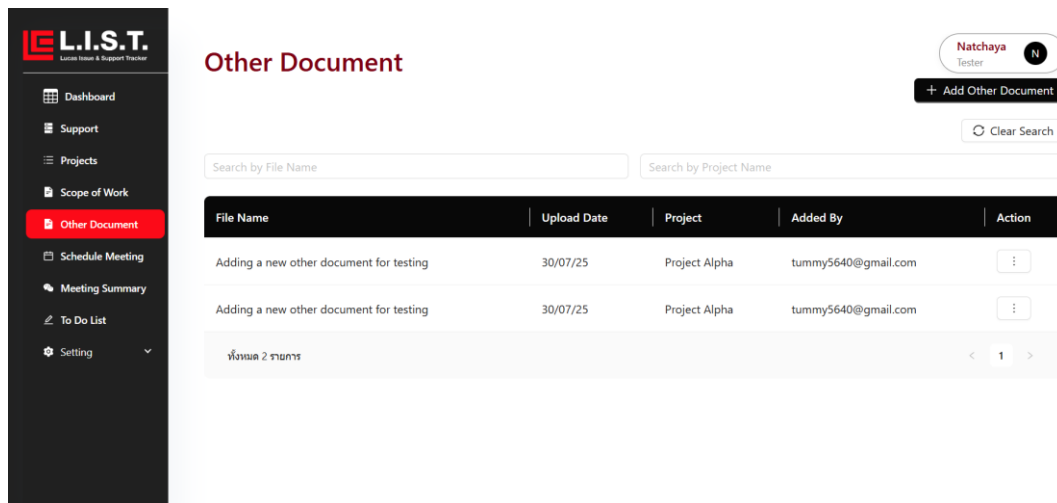 L.I.S.T.
Lucas Issue & Support Tracker
Dashboard
Support
Projects
Scope of Work
Other Document
Schedule Meeting
Meeting Summary
To Do List
Setting
Other Document
Natchaya
Tester
N
+ Add Other Document
Clear Search
Search by File Name
Search by Project Name
File Name Upload Date Project Added By Action
Adding a new other document for testing 30/07/25 Project Alpha tummy5640@gmail.com
Adding a new other document for testing 30/07/25 Project Alpha tummy5640@gmail.com
ทั้งหมด 2 รายการ
< 1 >